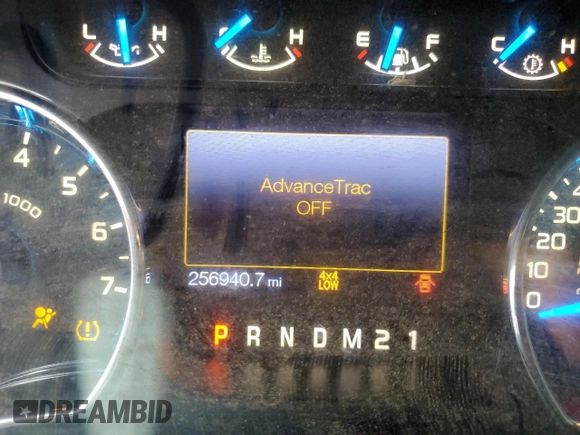 L H
C H
E F
C H
4
5
6
7
1000
AdvanceTrac
OFF
256940.7 mi
4x4
LOW
P R N D M 2 1
30
20
10
0
DREAMBID